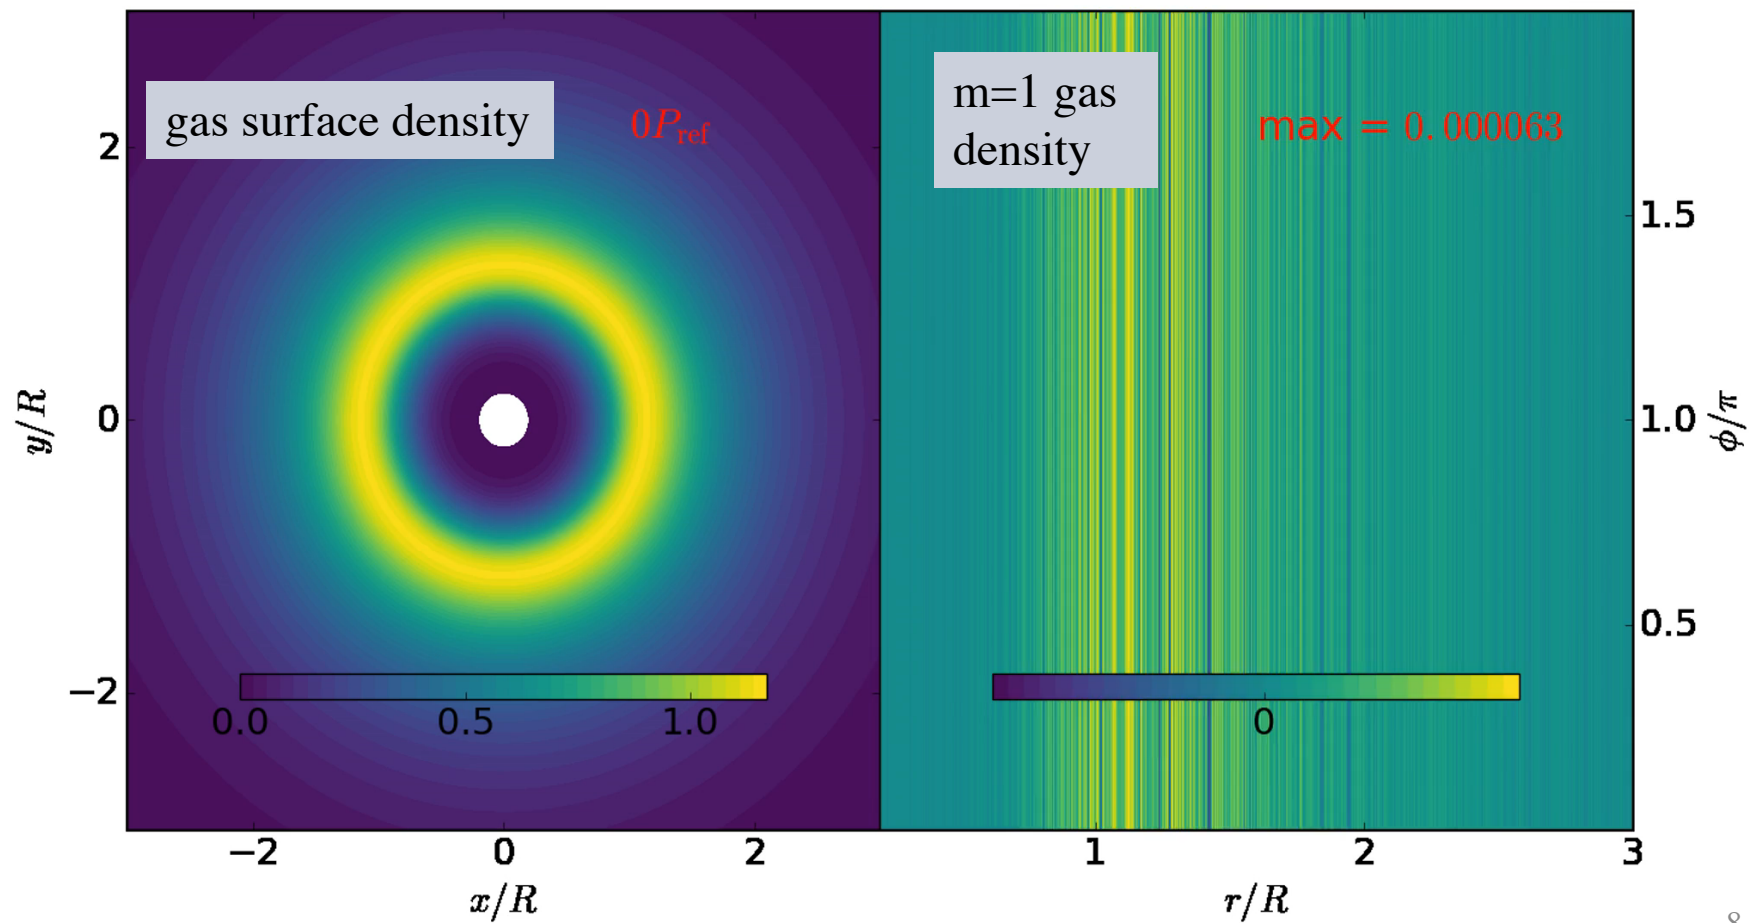 gas surface density
0P_ref
m=1 gas
density
max = 0.000063
2
0
−2
y/R
0.0 0.5 1.0
0
1.5
1.0
0.5
ϕ/π
−2 0 2
1 2 3
x/R
r/R